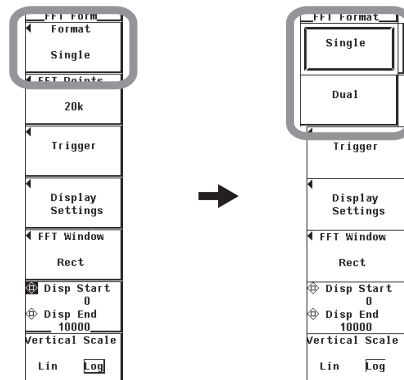 FFT Form
Format
Single
FFT Points
20k
Trigger
Display
Settings
FFT Window
Rect
Disp Start
0
Disp End
10000
Vertical Scale
Lin Log
FFT Format
Single
Dual
Trigger
Display
Settings
FFT Window
Rect
Disp Start
0
Disp End
10000
Vertical Scale
Lin Log